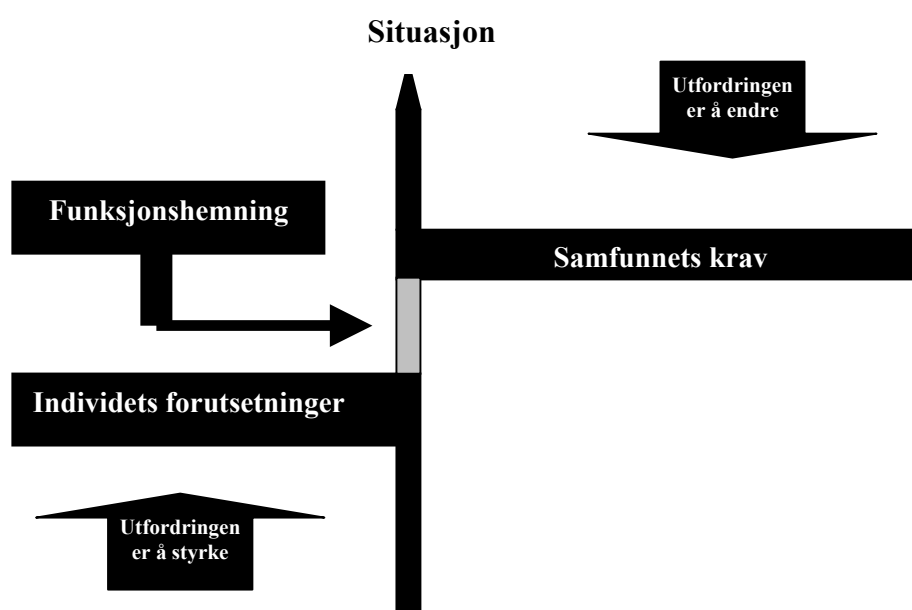 Situasjon
Utfordringen
er å endre
Funksjonshemning
Samfunnets krav
Individets forutsetninger
Utfordringen
er å styrke